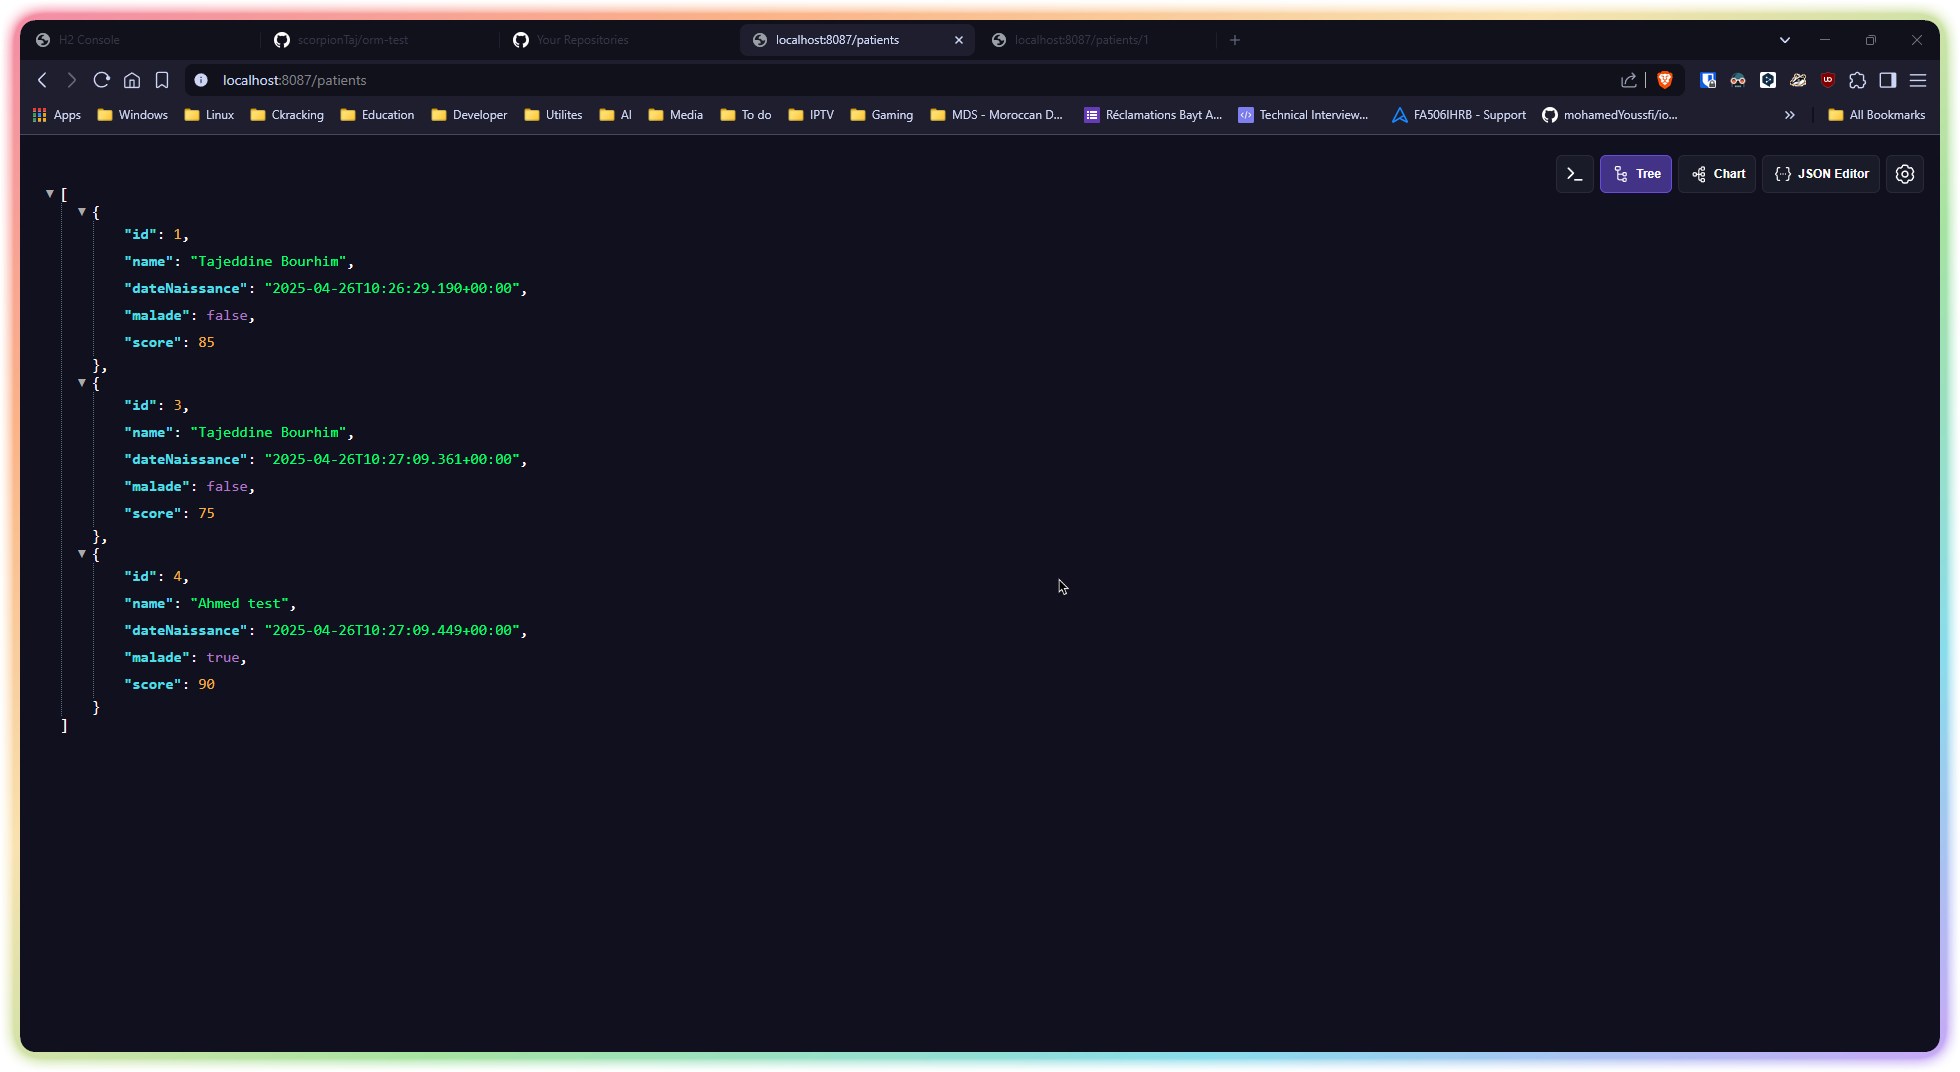 H2 Console
scorpionTaj/orm-test
Your Repositories
localhost:8087/patients
localhost:8087/patients/1
localhost:8087/patients
Apps Windows Linux Ckracking Education Developer Utilites AI Media To do IPTV Gaming MDS - Moroccan D... Réclamations Bayt A... Technical Interview... FA506IHRB - Support mohamedYoussfi/io... » All Bookmarks
Tree Chart JSON Editor
[
{
"id": 1,
"name": "Tajeddine Bourhim",
"dateNaissance": "2025-04-26T10:26:29.190+00:00",
"malade": false,
"score": 85
},
{
"id": 3,
"name": "Tajeddine Bourhim",
"dateNaissance": "2025-04-26T10:27:09.361+00:00",
"malade": false,
"score": 75
},
{
"id": 4,
"name": "Ahmed test",
"dateNaissance": "2025-04-26T10:27:09.449+00:00",
"malade": true,
"score": 90
}
]